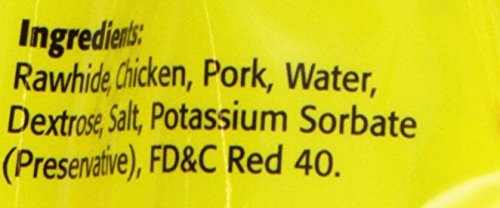 Ingredients:
Rawhide, Chicken, Pork, Water,
Dextrose, Salt, Potassium Sorbate
(Preservative), FD&C Red 40.